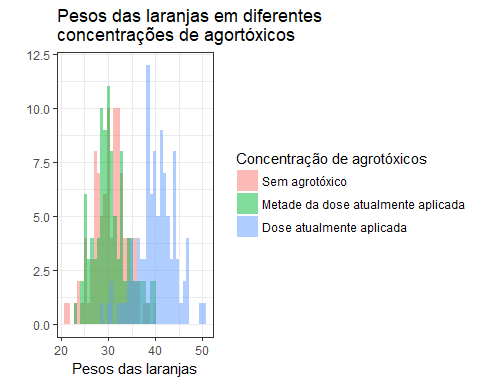 Pesos das laranjas em diferentes
concentrações de agortóxicos
12.5
10.0
7.5
5.0
2.5
0.0
20 30 40 50
Pesos das laranjas
Concentração de agrotóxicos
Sem agrotóxico
Metade da dose atualmente aplicada
Dose atualmente aplicada